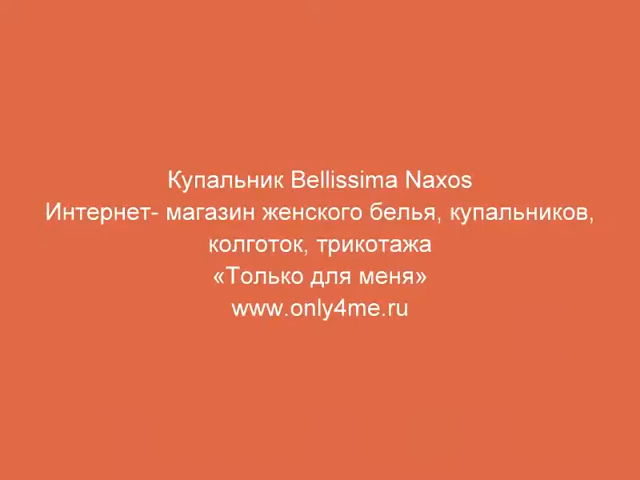 Купальник Bellissima Naxos
Интернет- магазин женского белья, купальников,
колготок, трикотажа
«Только для меня»
www.only4me.ru